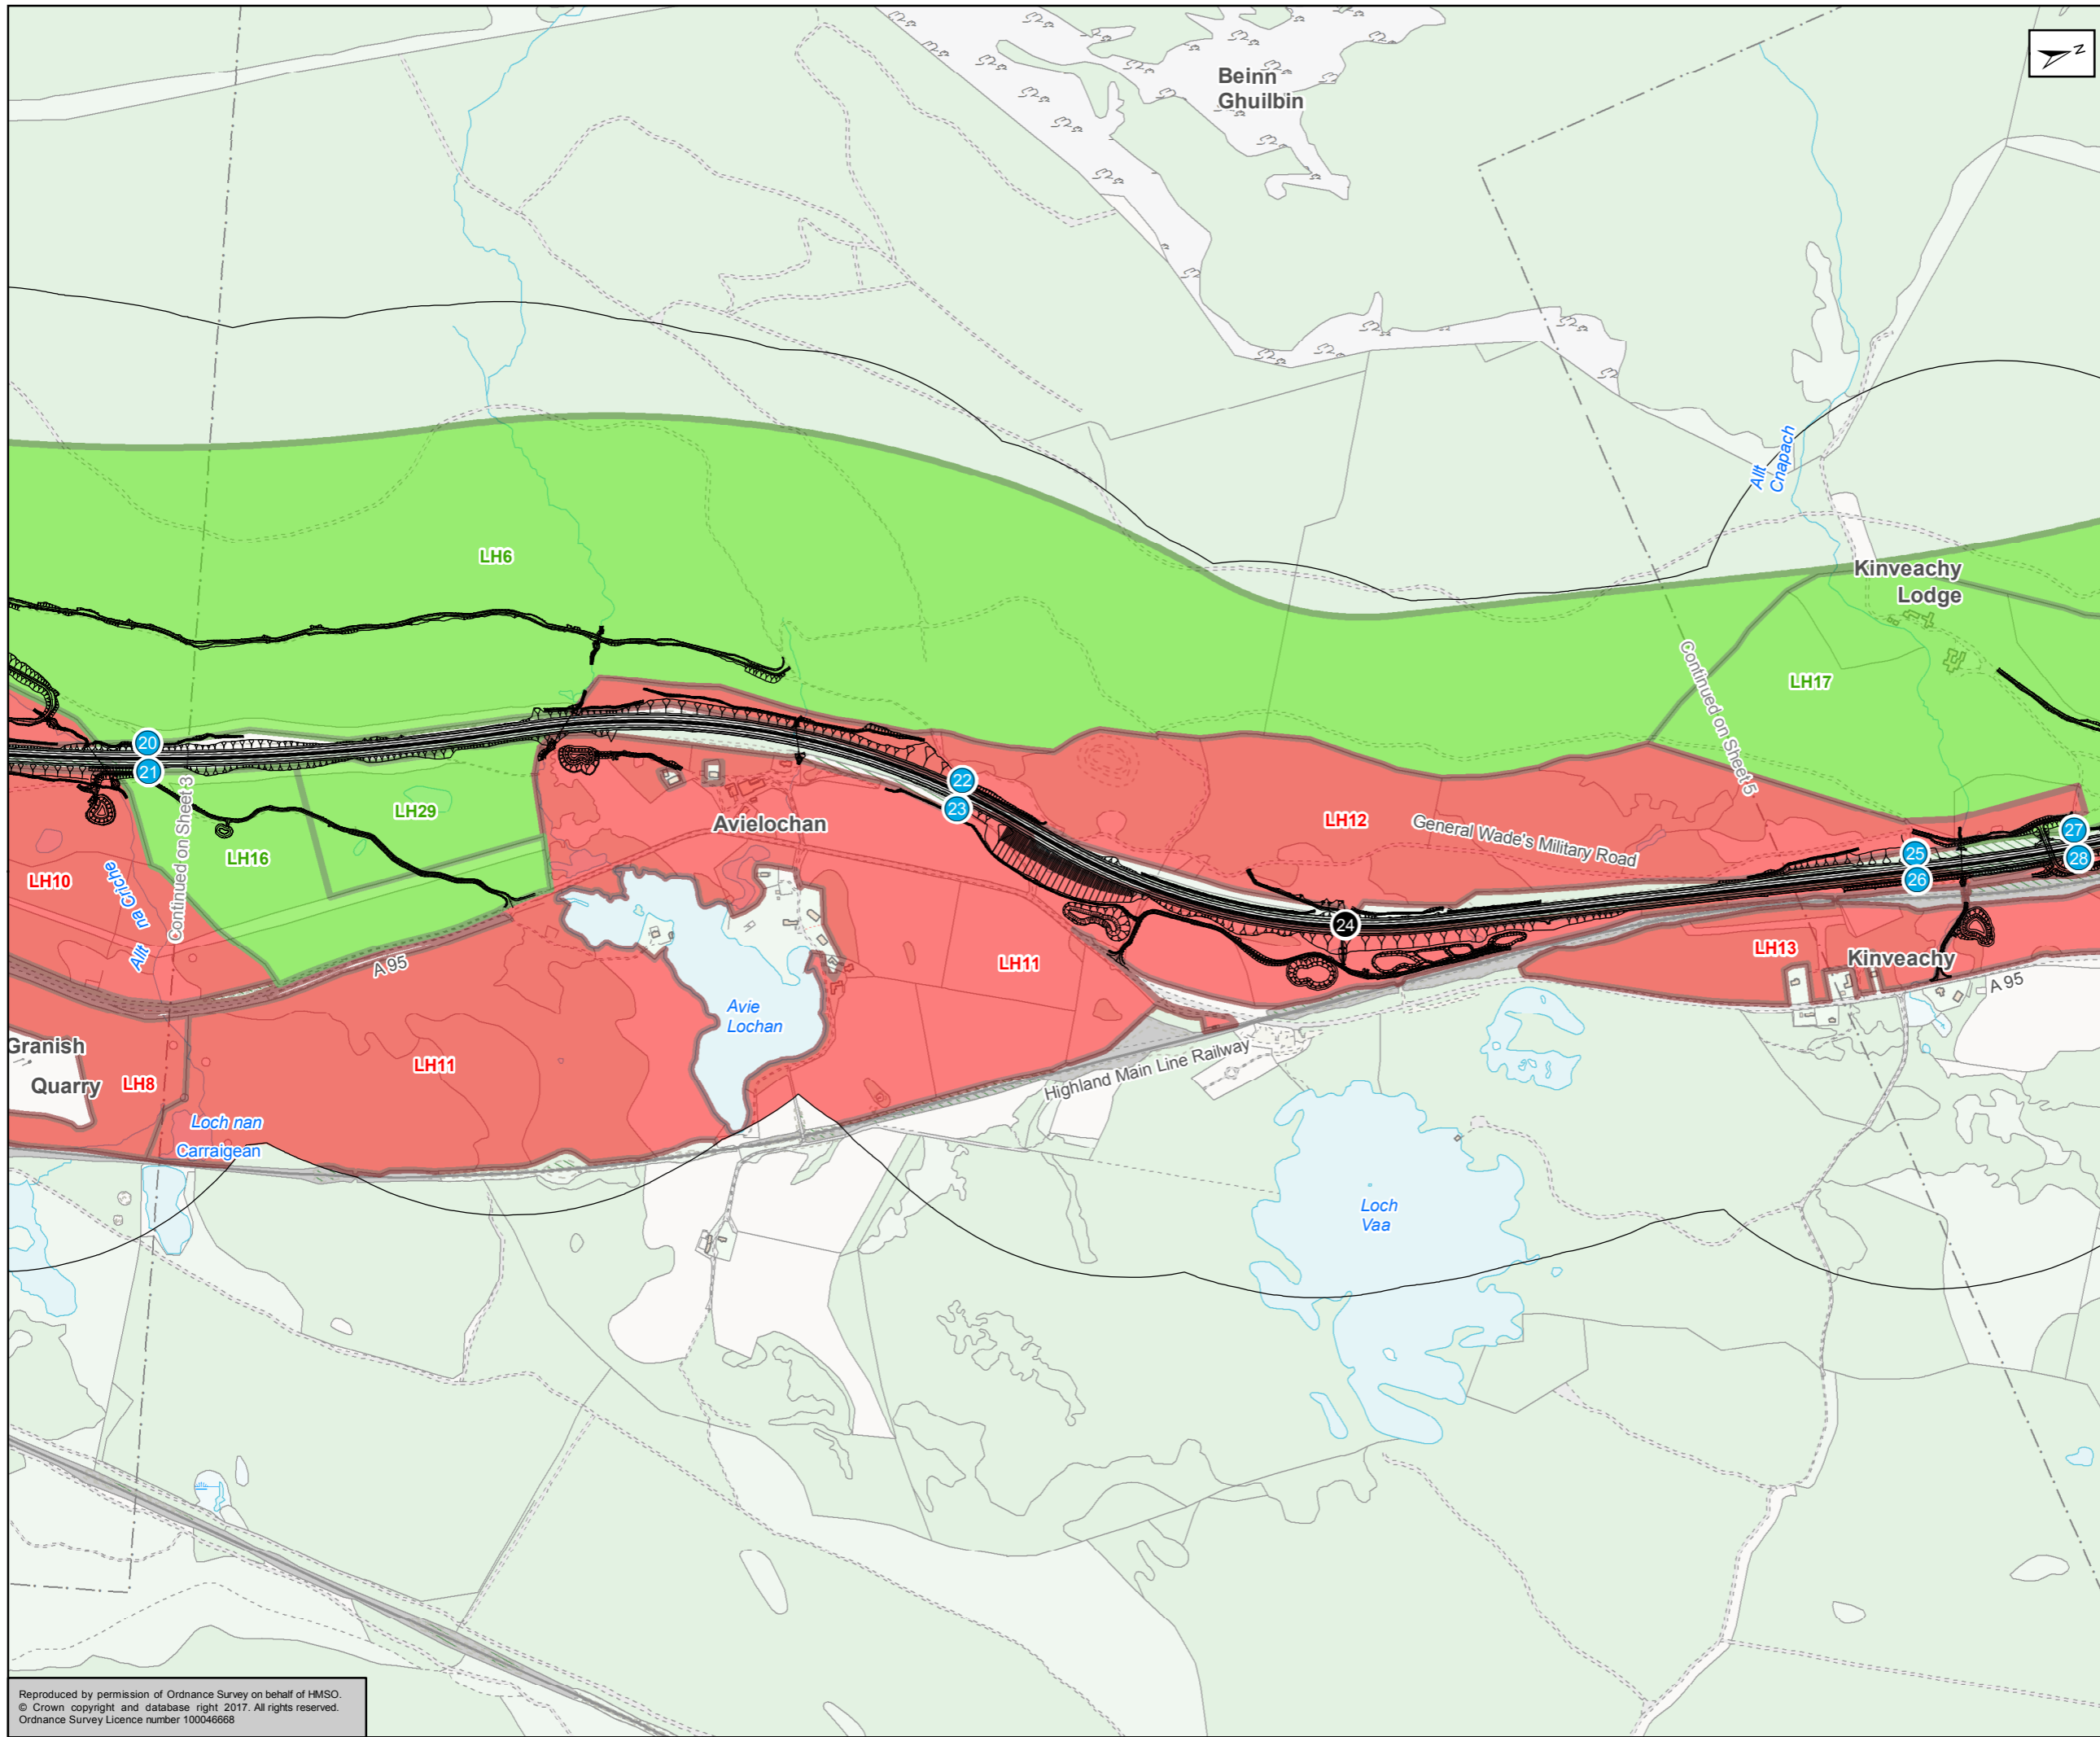 Beinn
Ghuilbin
Z
Allt
Cnapach
LH6
Kinveachy
Lodge
LH17
Continued on Sheet 5
20
21
22
23
24
25
26
27
28
LH29
LH16
Continued on Sheet 3
Avielochan
LH12
General Wade's Military Road
LH10
Allt na Criche
A 95
LH11
LH13
Kinveachy
A 95
Avie
Lochan
Granish
Quarry
LH8
LH11
Highland Main Line Railway
Loch nan
Carraigean
Loch
Vaa
Reproduced by permission of Ordnance Survey on behalf of HMSO.
© Crown copyright and database right 2017. All rights reserved.
Ordnance Survey Licence number 100046668